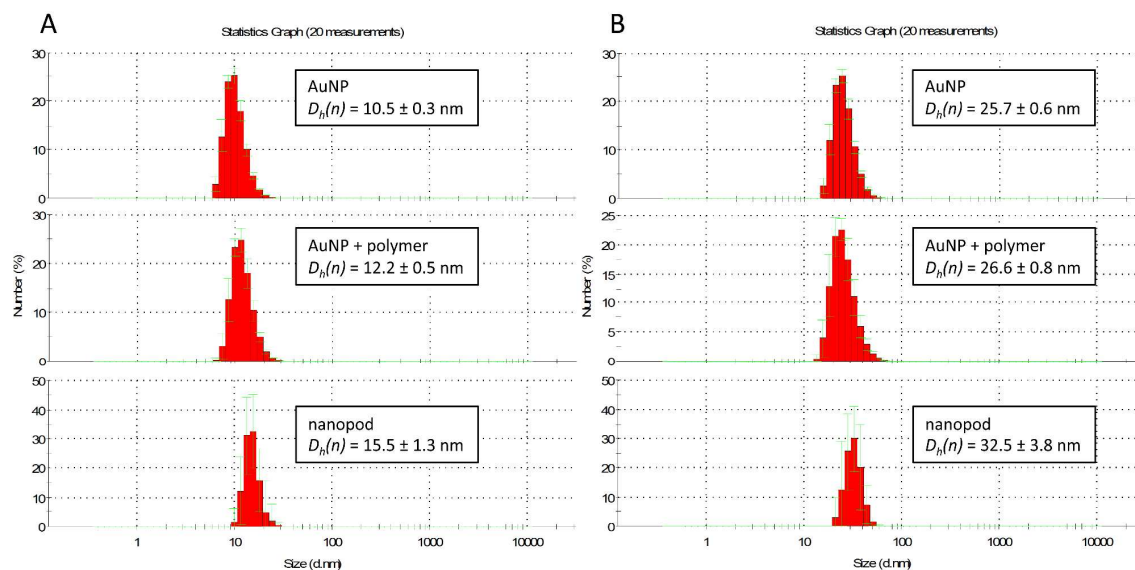 A
Statistics Graph (20 measurements)
30
20
10
0
AuNP
Dh(n) = 10.5 ± 0.3 nm
30
20
10
0
AuNP + polymer
Dh(n) = 12.2 ± 0.5 nm
Number (%)
50
40
30
20
10
0
nanopod
Dh(n) = 15.5 ± 1.3 nm
1 10 100 1000 10000
Size (d.nm)
B
Statistics Graph (20 measurements)
30
20
10
0
AuNP
Dh(n) = 25.7 ± 0.6 nm
25
20
15
10
5
0
AuNP + polymer
Dh(n) = 26.6 ± 0.8 nm
Number (%)
50
40
30
20
10
0
nanopod
Dh(n) = 32.5 ± 3.8 nm
1 10 100 1000 10000
Size (d.nm)